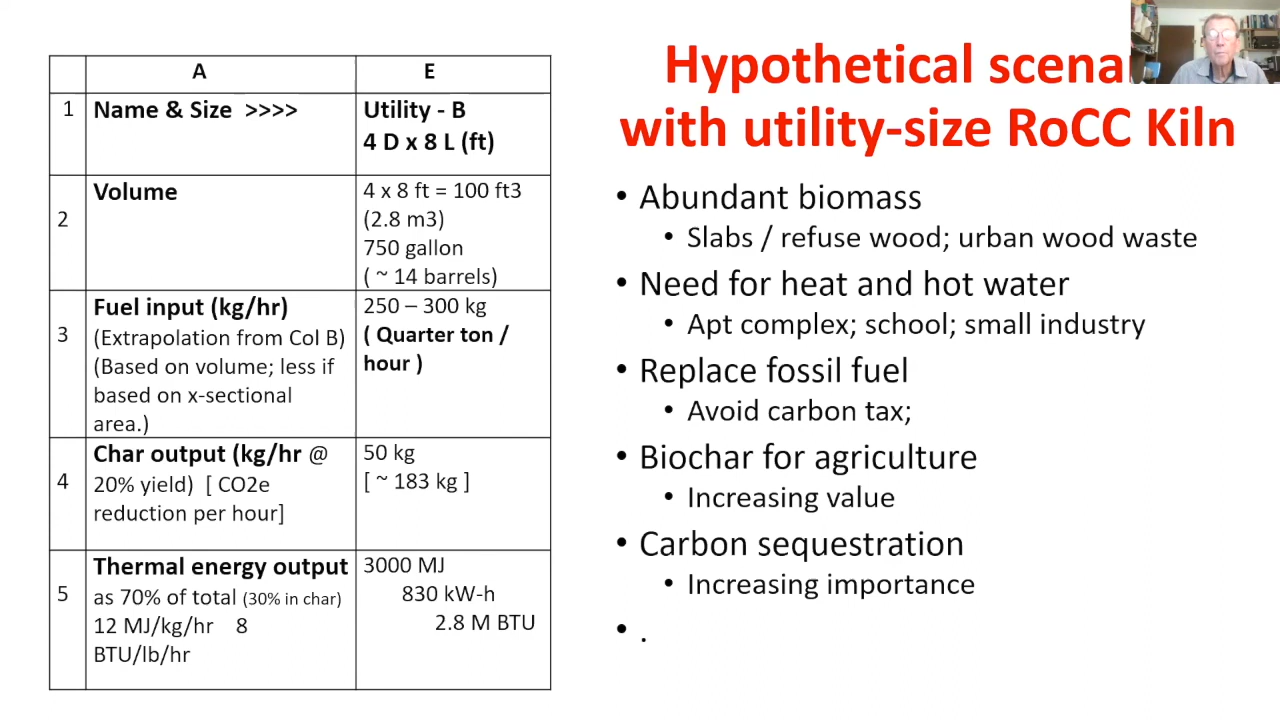 A E
1 Name & Size >>>> Utility - B
4 D x 8 L (ft)
2 Volume 4 x 8 ft = 100 ft3
(2.8 m3)
750 gallon
( ~ 14 barrels)
3 Fuel input (kg/hr) 250 – 300 kg
(Extrapolation from Col B) ( Quarter ton /
(Based on volume; less if hour )
based on x-sectional
area.)
4 Char output (kg/hr @ 50 kg
20% yield) [ CO2e [ ~ 183 kg ]
reduction per hour]
5 Thermal energy output 3000 MJ
as 70% of total (30% in char) 830 kW-h
12 MJ/kg/hr 8 2.8 M BTU
BTU/lb/hr
Hypothetical
with utility-size RoCC Kiln
• Abundant biomass
• Slabs / refuse wood; urban wood waste
• Need for heat and hot water
• Apt complex; school; small industry
• Replace fossil fuel
• Avoid carbon tax;
• Biochar for agriculture
• Increasing value
• Carbon sequestration
• Increasing importance
• .